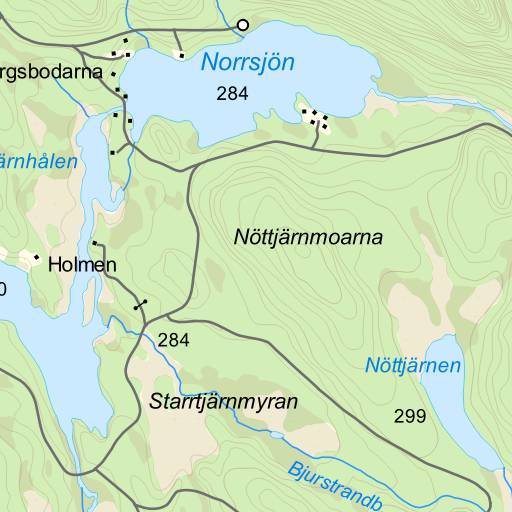 Norrsjön
rgsbodarna
284
ärnhålen
Nöttjärnmoarna
Holmen
0
284
Nöttjärnen
Starrtjärnmyran
299
Bjurstrandb